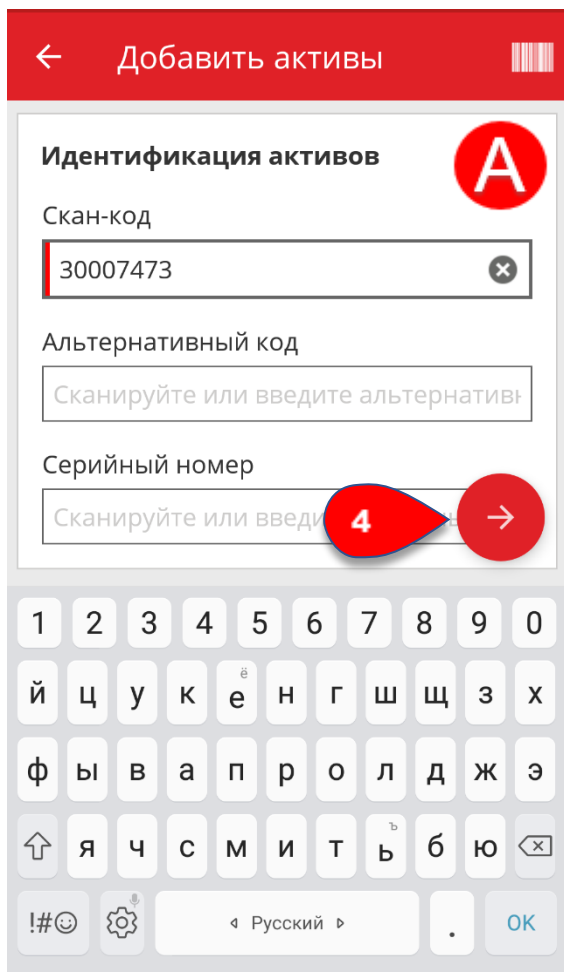 Добавить активы
Идентификация активов
A
Скан-код
30007473
Альтернативный код
Сканируйте или введите альтернативн
Серийный номер
Сканируйте или введи
4
1 2 3 4 5 6 7 8 9 0
ё
й ц у к е н г ш щ з х
ф ы в а п р о л д ж э
ъ
я ч с м и т ь б ю
!#☺ Русский . OK